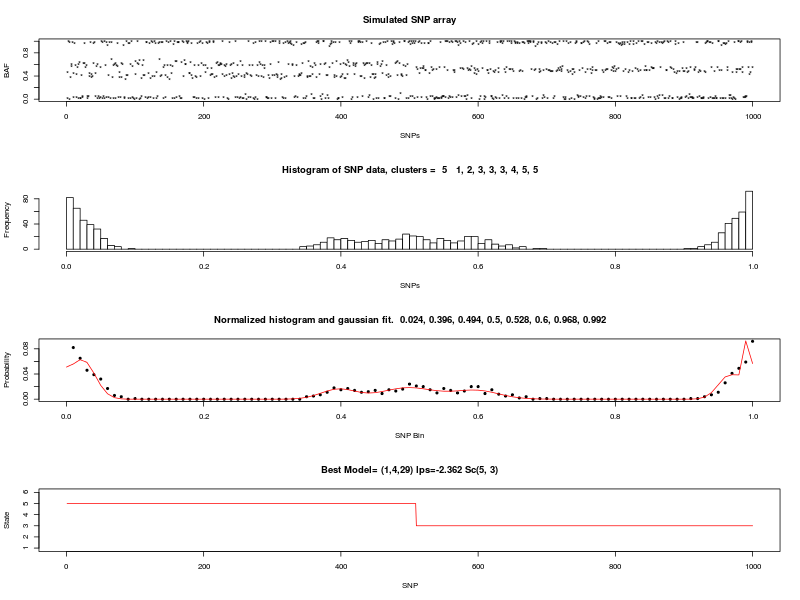 Simulated SNP array
BAF
0.0 0.4 0.8
0 200 400 600 800 1000
SNPs
Histogram of SNP data, clusters = 5 1, 2, 3, 3, 3, 4, 5, 5
Frequency
0 40 80
0.0 0.2 0.4 0.6 0.8 1.0
SNPs
Normalized histogram and gaussian fit. 0.024, 0.396, 0.494, 0.5, 0.528, 0.6, 0.968, 0.992
Probability
0.00 0.04 0.08
0.0 0.2 0.4 0.6 0.8 1.0
SNP Bin
Best Model= (1,4,29) lps=-2.362 Sc(5, 3)
State
1 2 3 4 5 6
0 200 400 600 800 1000
SNP